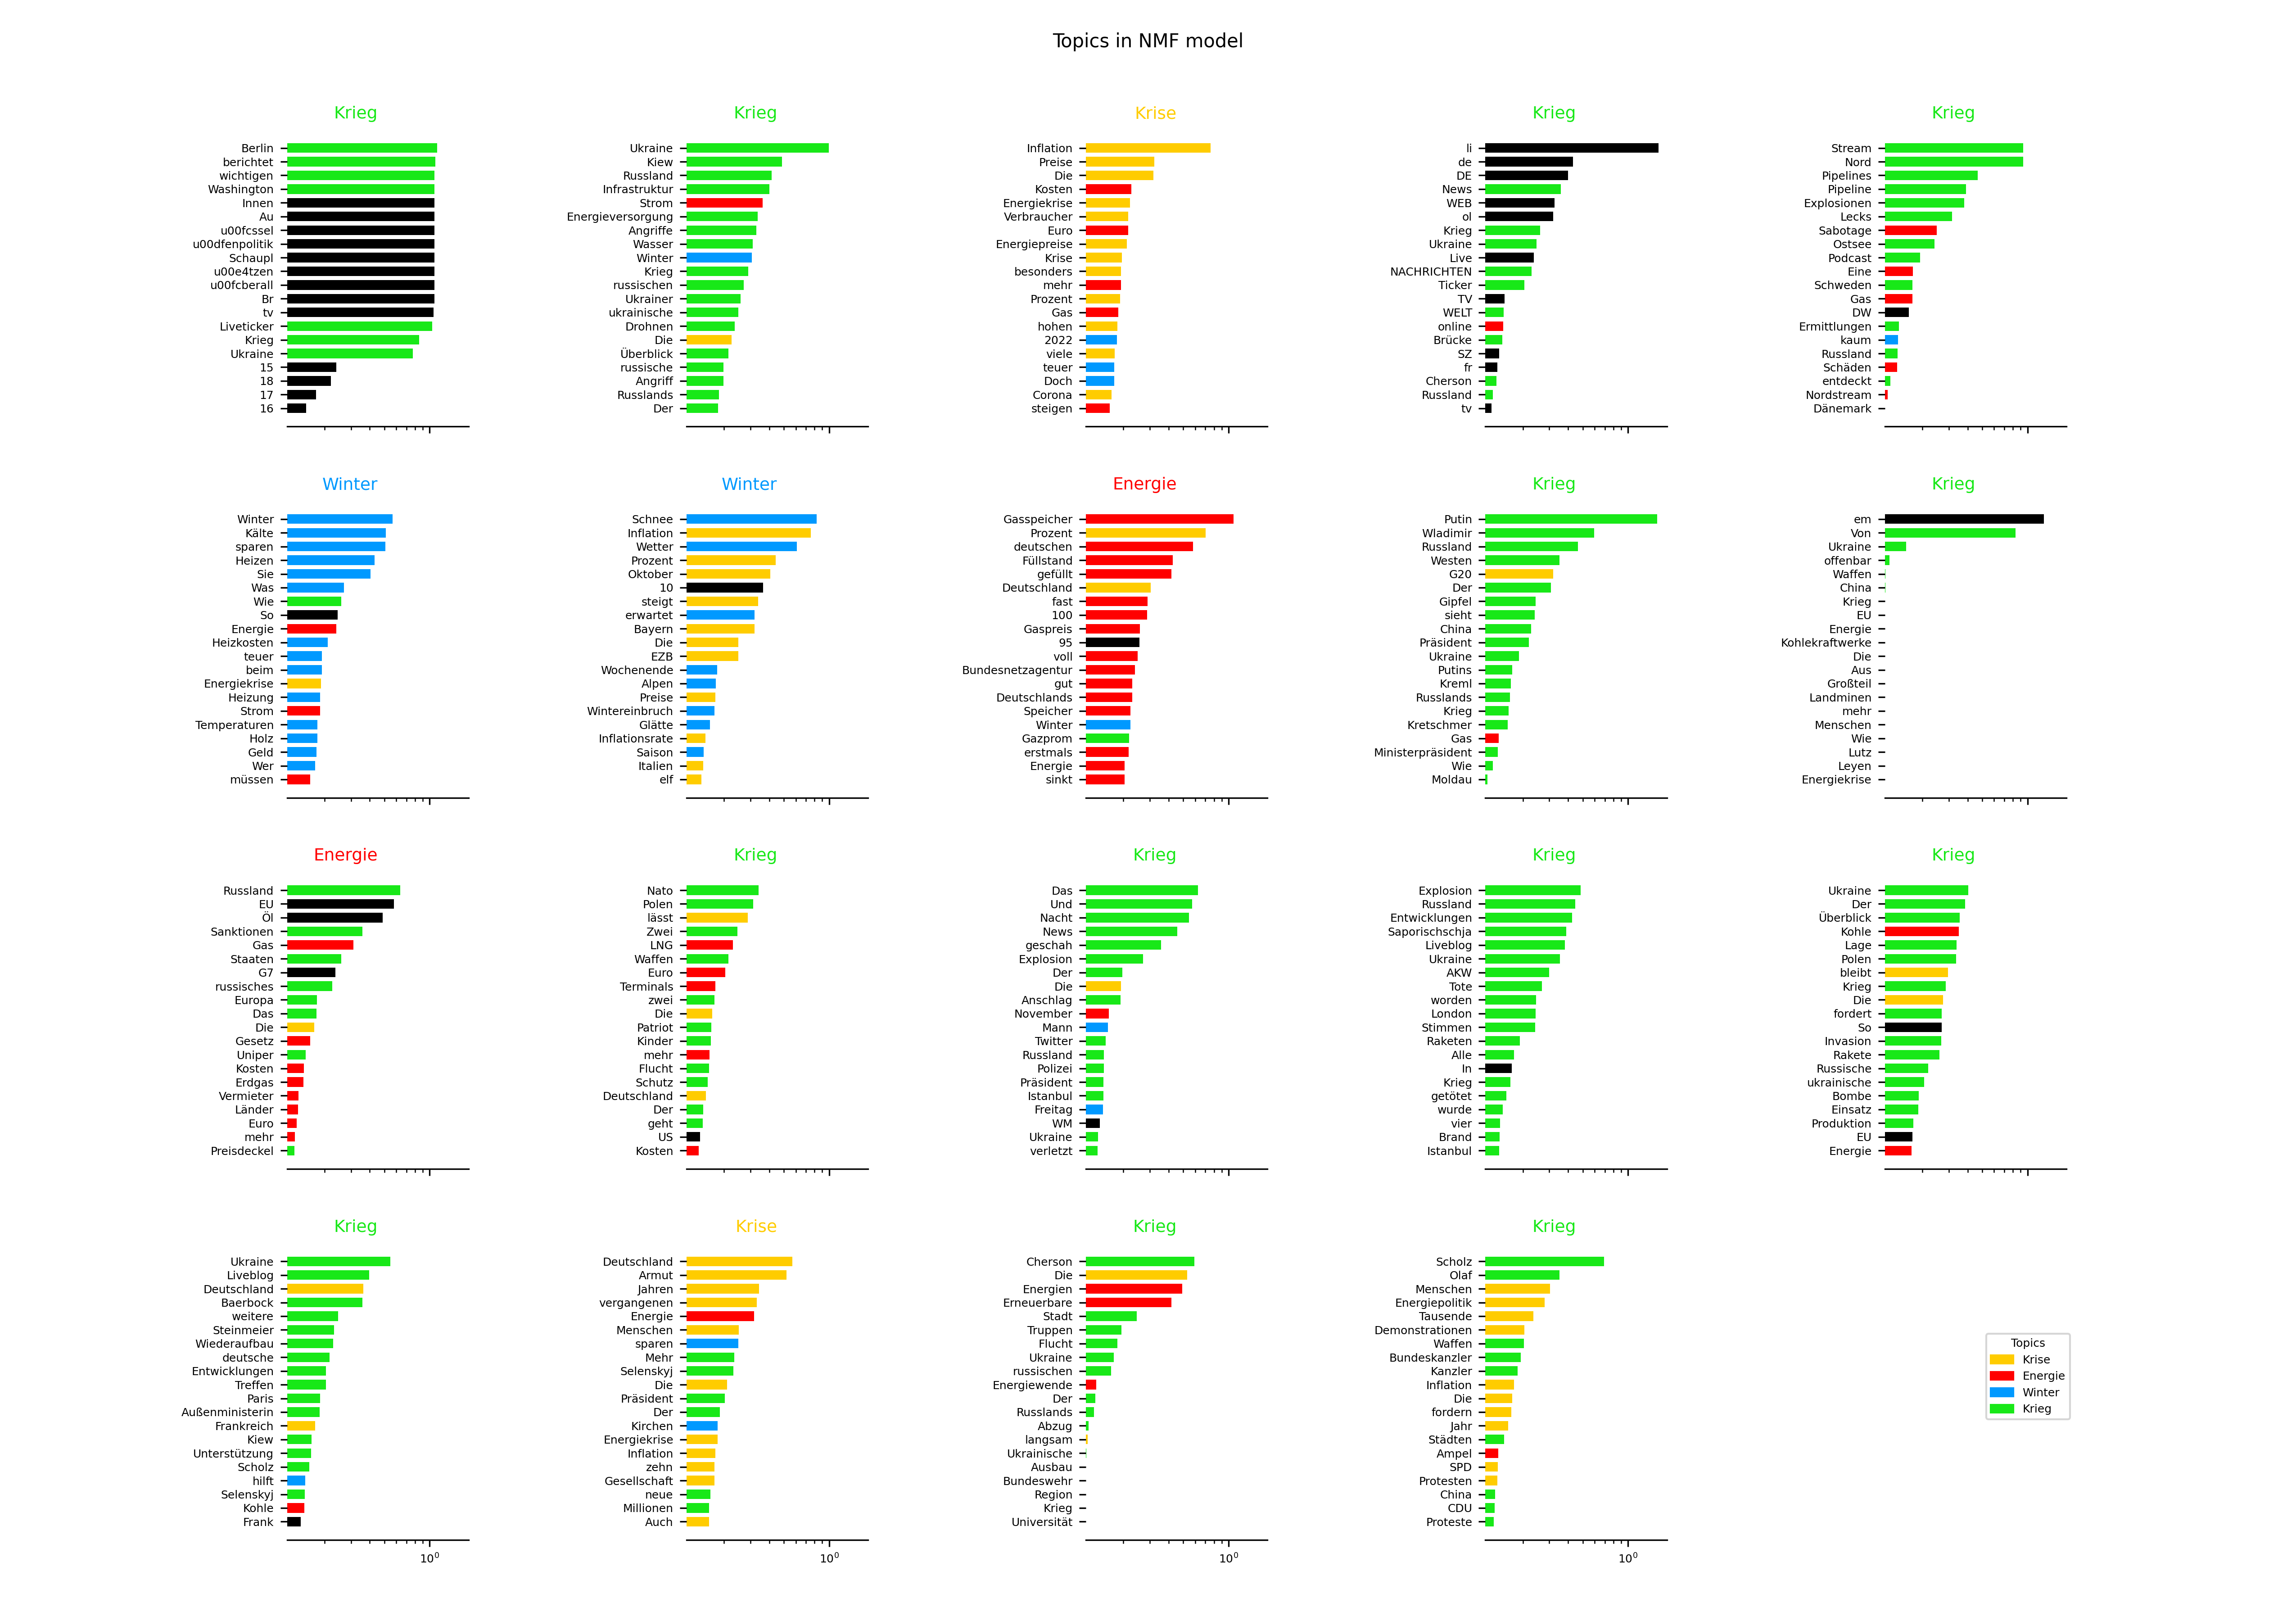 Topics in NMF model
Krieg
Berlin
berichtet
wichtigen
Washington
Innen
Au
u00fcssel
u00dfenpolitik
Schaupl
u00e4tzen
u00fcberall
Br
tv
Liveticker
Krieg
Ukraine
15
18
17
16
Krieg
Ukraine
Kiew
Russland
Infrastruktur
Strom
Energieversorgung
Angriffe
Wasser
Winter
Krieg
russischen
Ukrainer
ukrainische
Drohnen
Die
Überblick
russische
Angriff
Russlands
Der
Krise
Inflation
Preise
Die
Kosten
Energiekrise
Verbraucher
Euro
Energiepreise
Krise
besonders
mehr
Prozent
Gas
hohen
2022
viele
teuer
Doch
Corona
steigen
Krieg
li
de
DE
News
WEB
ol
Krieg
Ukraine
Live
NACHRICHTEN
Ticker
TV
WELT
online
Brücke
SZ
fr
Cherson
Russland
tv
Krieg
Stream
Nord
Pipelines
Pipeline
Explosionen
Lecks
Sabotage
Ostsee
Podcast
Eine
Schweden
Gas
DW
Ermittlungen
kaum
Russland
Schäden
entdeckt
Nordstream
Dänemark
Winter
Winter
Kälte
sparen
Heizen
Sie
Was
Wie
So
Energie
Heizkosten
teuer
beim
Energiekrise
Heizung
Strom
Temperaturen
Holz
Geld
Wer
müssen
Winter
Schnee
Inflation
Wetter
Prozent
Oktober
10
steigt
erwartet
Bayern
Die
EZB
Wochenende
Alpen
Preise
Wintereinbruch
Glätte
Inflationsrate
Saison
Italien
elf
Energie
Gasspeicher
Prozent
deutschen
Füllstand
gefüllt
Deutschland
fast
100
Gaspreis
95
voll
Bundesnetzagentur
gut
Deutschlands
Speicher
Winter
Gazprom
erstmals
Energie
sinkt
Krieg
Putin
Wladimir
Russland
Westen
G20
Der
Gipfel
sieht
China
Präsident
Ukraine
Putins
Kreml
Russlands
Krieg
Kretschmer
Gas
Ministerpräsident
Wie
Moldau
Krieg
em
Von
Ukraine
offenbar
Waffen
China
Krieg
EU
Energie
Kohlekraftwerke
Die
Aus
Großteil
Landminen
mehr
Menschen
Wie
Lutz
Leyen
Energiekrise
Energie
Russland
EU
Öl
Sanktionen
Gas
Staaten
G7
russisches
Europa
Das
Die
Gesetz
Uniper
Kosten
Erdgas
Vermieter
Länder
Euro
mehr
Preisdeckel
Krieg
Nato
Polen
lässt
Zwei
LNG
Waffen
Euro
Terminals
zwei
Die
Patriot
Kinder
mehr
Flucht
Schutz
Deutschland
Der
geht
US
Kosten
Krieg
Das
Und
Nacht
News
geschah
Explosion
Der
Die
Anschlag
November
Mann
Twitter
Russland
Polizei
Präsident
Istanbul
Freitag
WM
Ukraine
verletzt
Krieg
Explosion
Russland
Entwicklungen
Saporischschja
Liveblog
Ukraine
AKW
Tote
worden
London
Stimmen
Raketen
Alle
In
Krieg
getötet
wurde
vier
Brand
Istanbul
Krieg
Ukraine
Der
Überblick
Kohle
Lage
Polen
bleibt
Krieg
Die
fordert
So
Invasion
Rakete
Russische
ukrainische
Bombe
Einsatz
Produktion
EU
Energie
Krieg
Ukraine
Liveblog
Deutschland
Baerbock
weitere
Steinmeier
Wiederaufbau
deutsche
Entwicklungen
Treffen
Paris
Außenministerin
Frankreich
Kiew
Unterstützung
Scholz
hilft
Selenskyj
Kohle
Frank
10⁰
Krise
Deutschland
Armut
Jahren
vergangenen
Energie
Menschen
sparen
Mehr
Selenskyj
Die
Präsident
Der
Kirchen
Energiekrise
Inflation
zehn
Gesellschaft
neue
Millionen
Auch
10⁰
Krieg
Cherson
Die
Energien
Erneuerbare
Stadt
Truppen
Flucht
Ukraine
russischen
Energiewende
Der
Russlands
Abzug
langsam
Ukrainische
Ausbau
Bundeswehr
Region
Krieg
Universität
10⁰
Krieg
Scholz
Olaf
Menschen
Energiepolitik
Tausende
Demonstrationen
Waffen
Bundeskanzler
Kanzler
Inflation
Die
fordern
Jahr
Städten
Ampel
SPD
Protesten
China
CDU
Proteste
10⁰
Topics
Krise
Energie
Winter
Krieg